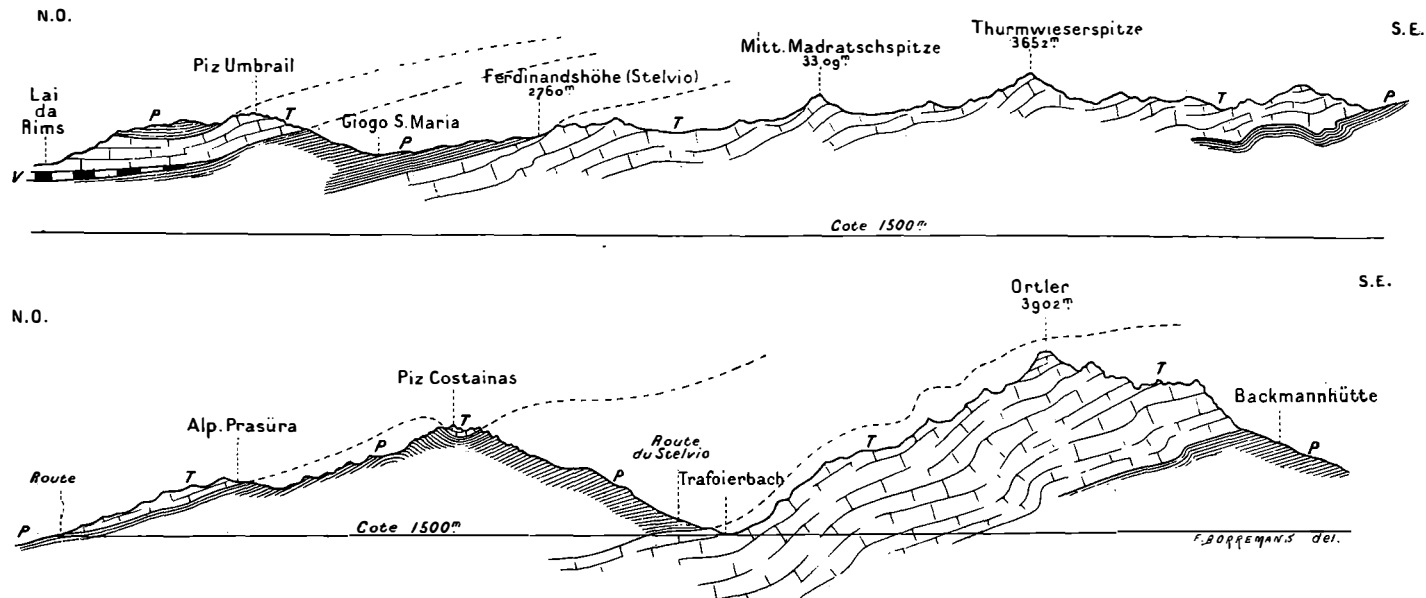 N.O.
S.E.
Thurmwieserspitze
3652m
Mitt. Madratschspitze
3309m
Piz Umbrail
Ferdinandshöhe (Stelvio)
2760m
Lai
da
Rims
P
T
Giogo S. Maria
P
T
T
P
V
Cote 1500m
Ortler
3902m
S.E.
N.O.
Piz Costainas
T
Backmannhütte
Alp. Prasüra
T
P
T
Route
du Stelvio
Route
T
P
Trafoierbach
P
P
Cote 1500m
F. BORREMANS del.